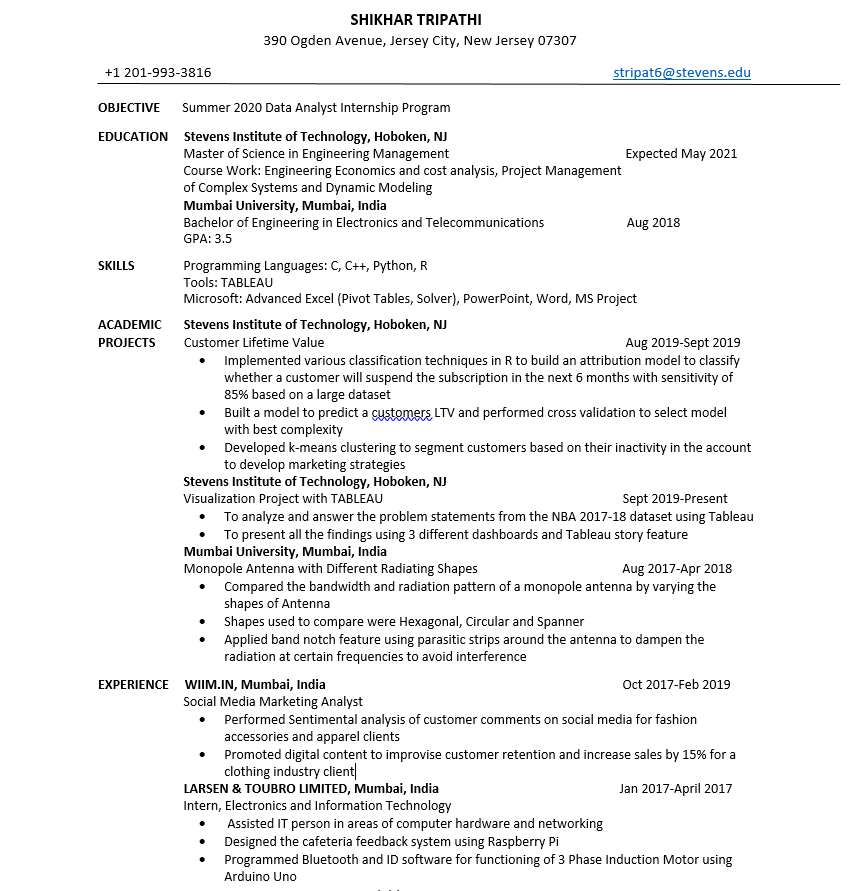 SHIKHAR TRIPATHI
390 Ogden Avenue, Jersey City, New Jersey 07307
+1 201-993-3816 stripat6@stevens.edu
OBJECTIVE Summer 2020 Data Analyst Internship Program
EDUCATION Stevens Institute of Technology, Hoboken, NJ
Master of Science in Engineering Management Expected May 2021
Course Work: Engineering Economics and cost analysis, Project Management
of Complex Systems and Dynamic Modeling
Mumbai University, Mumbai, India
Bachelor of Engineering in Electronics and Telecommunications Aug 2018
GPA: 3.5
SKILLS Programming Languages: C, C++, Python, R
Tools: TABLEAU
Microsoft: Advanced Excel (Pivot Tables, Solver), PowerPoint, Word, MS Project
ACADEMIC Stevens Institute of Technology, Hoboken, NJ
PROJECTS Customer Lifetime Value Aug 2019-Sept 2019
• Implemented various classification techniques in R to build an attribution model to classify
whether a customer will suspend the subscription in the next 6 months with sensitivity of
85% based on a large dataset
• Built a model to predict a customers LTV and performed cross validation to select model
with best complexity
• Developed k-means clustering to segment customers based on their inactivity in the account
to develop marketing strategies
Stevens Institute of Technology, Hoboken, NJ
Visualization Project with TABLEAU Sept 2019-Present
• To analyze and answer the problem statements from the NBA 2017-18 dataset using Tableau
• To present all the findings using 3 different dashboards and Tableau story feature
Mumbai University, Mumbai, India
Monopole Antenna with Different Radiating Shapes Aug 2017-Apr 2018
• Compared the bandwidth and radiation pattern of a monopole antenna by varying the
shapes of Antenna
• Shapes used to compare were Hexagonal, Circular and Spanner
• Applied band notch feature using parasitic strips around the antenna to dampen the
radiation at certain frequencies to avoid interference
EXPERIENCE WIIM.IN, Mumbai, India Oct 2017-Feb 2019
Social Media Marketing Analyst
• Performed Sentimental analysis of customer comments on social media for fashion
accessories and apparel clients
• Promoted digital content to improvise customer retention and increase sales by 15% for a
clothing industry client
LARSEN & TOUBRO LIMITED, Mumbai, India Jan 2017-April 2017
Intern, Electronics and Information Technology
• Assisted IT person in areas of computer hardware and networking
• Designed the cafeteria feedback system using Raspberry Pi
• Programmed Bluetooth and ID software for functioning of 3 Phase Induction Motor using
Arduino Uno